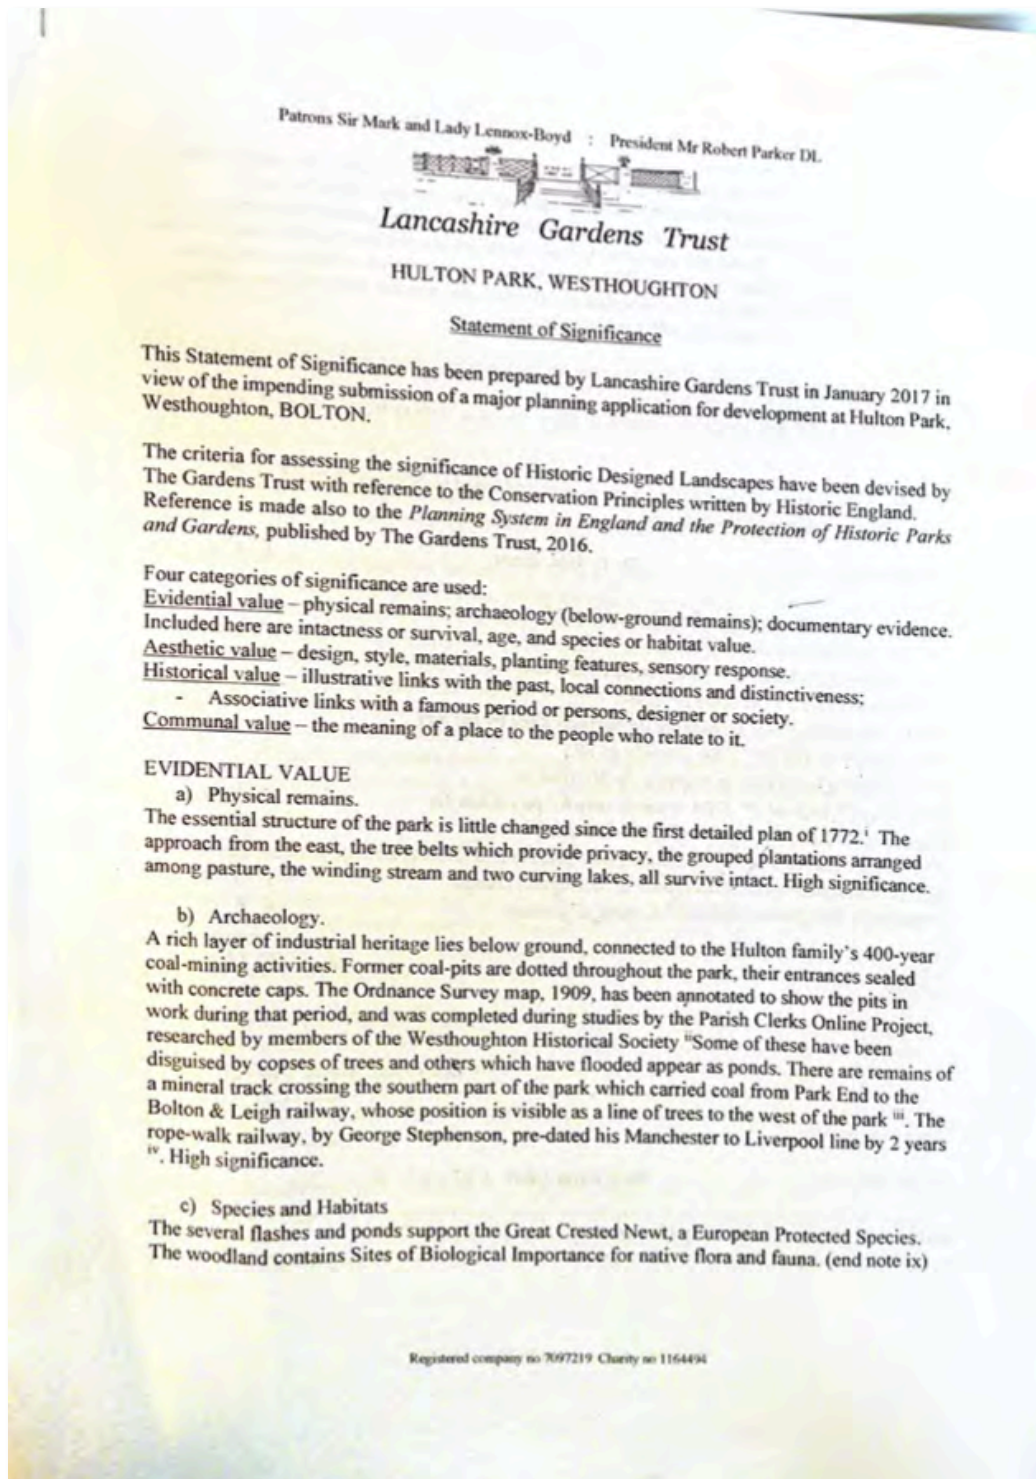 Patrons Sir Mark and Lady Lennox-Boyd : President Mr Robert Parker DL
Lancashire Gardens Trust
HULTON PARK, WESTHOUGHTON
Statement of Significance
This Statement of Significance has been prepared by Lancashire Gardens Trust in January 2017 in
view of the impending submission of a major planning application for development at Hulton Park,
Westhoughton, BOLTON.
The criteria for assessing the significance of Historic Designed Landscapes have been devised by
The Gardens Trust with reference to the Conservation Principles written by Historic England.
Reference is made also to the Planning System in England and the Protection of Historic Parks
and Gardens, published by The Gardens Trust, 2016.
Four categories of significance are used:
Evidential value – physical remains; archaeology (below-ground remains); documentary evidence.
Included here are intactness or survival, age, and species or habitat value.
Aesthetic value – design, style, materials, planting features, sensory response.
Historical value – illustrative links with the past, local connections and distinctiveness;
- Associative links with a famous period or persons, designer or society.
Communal value – the meaning of a place to the people who relate to it.
EVIDENTIAL VALUE
a) Physical remains.
The essential structure of the park is little changed since the first detailed plan of 1772.ⁱ The
approach from the east, the tree belts which provide privacy, the grouped plantations arranged
among pasture, the winding stream and two curving lakes, all survive intact. High significance.
b) Archaeology.
A rich layer of industrial heritage lies below ground, connected to the Hulton family's 400-year
coal-mining activities. Former coal-pits are dotted throughout the park, their entrances sealed
with concrete caps. The Ordnance Survey map, 1909, has been annotated to show the pits in
work during that period, and was completed during studies by the Parish Clerks Online Project,
researched by members of the Westhoughton Historical Society ⁱⁱSome of these have been
disguised by copses of trees and others which have flooded appear as ponds. There are remains of
a mineral track crossing the southern part of the park which carried coal from Park End to the
Bolton & Leigh railway, whose position is visible as a line of trees to the west of the park ⁱⁱⁱ. The
rope-walk railway, by George Stephenson, pre-dated his Manchester to Liverpool line by 2 years
ⁱᵛ. High significance.
c) Species and Habitats
The several flashes and ponds support the Great Crested Newt, a European Protected Species.
The woodland contains Sites of Biological Importance for native flora and fauna. (end note ix)
Registered company no 7097219 Charity no 1164494